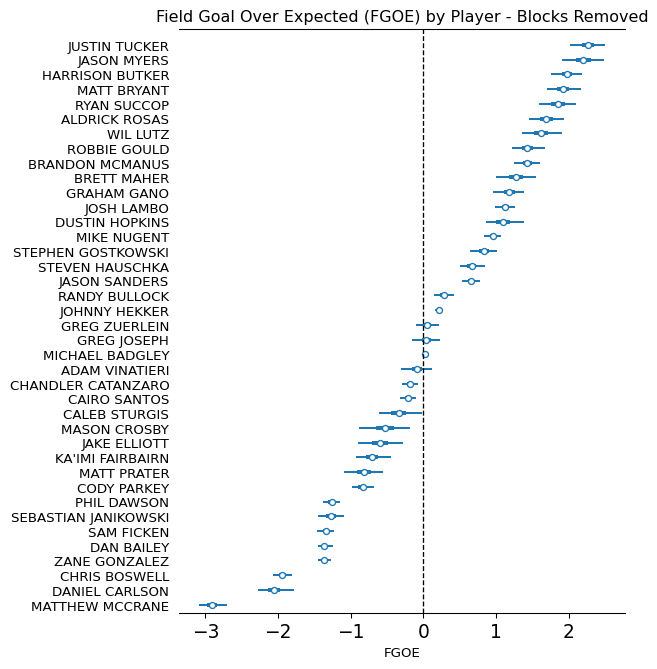 Field Goal Over Expected (FGOE) by Player - Blocks Removed
JUSTIN TUCKER
JASON MYERS
HARRISON BUTKER
MATT BRYANT
RYAN SUCCOP
ALDRICK ROSAS
WIL LUTZ
ROBBIE GOULD
BRANDON MCMANUS
BRETT MAHER
GRAHAM GANO
JOSH LAMBO
DUSTIN HOPKINS
MIKE NUGENT
STEPHEN GOSTKOWSKI
STEVEN HAUSCHKA
JASON SANDERS
RANDY BULLOCK
JOHNNY HEKKER
GREG ZUERLEIN
GREG JOSEPH
MICHAEL BADGLEY
ADAM VINATIERI
CHANDLER CATANZARO
CAIRO SANTOS
CALEB STURGIS
MASON CROSBY
JAKE ELLIOTT
KA'IMI FAIRBAIRN
MATT PRATER
CODY PARKEY
PHIL DAWSON
SEBASTIAN JANIKOWSKI
SAM FICKEN
DAN BAILEY
ZANE GONZALEZ
CHRIS BOSWELL
DANIEL CARLSON
MATTHEW MCCRANE
−3 −2 −1 0 1 2
FGOE